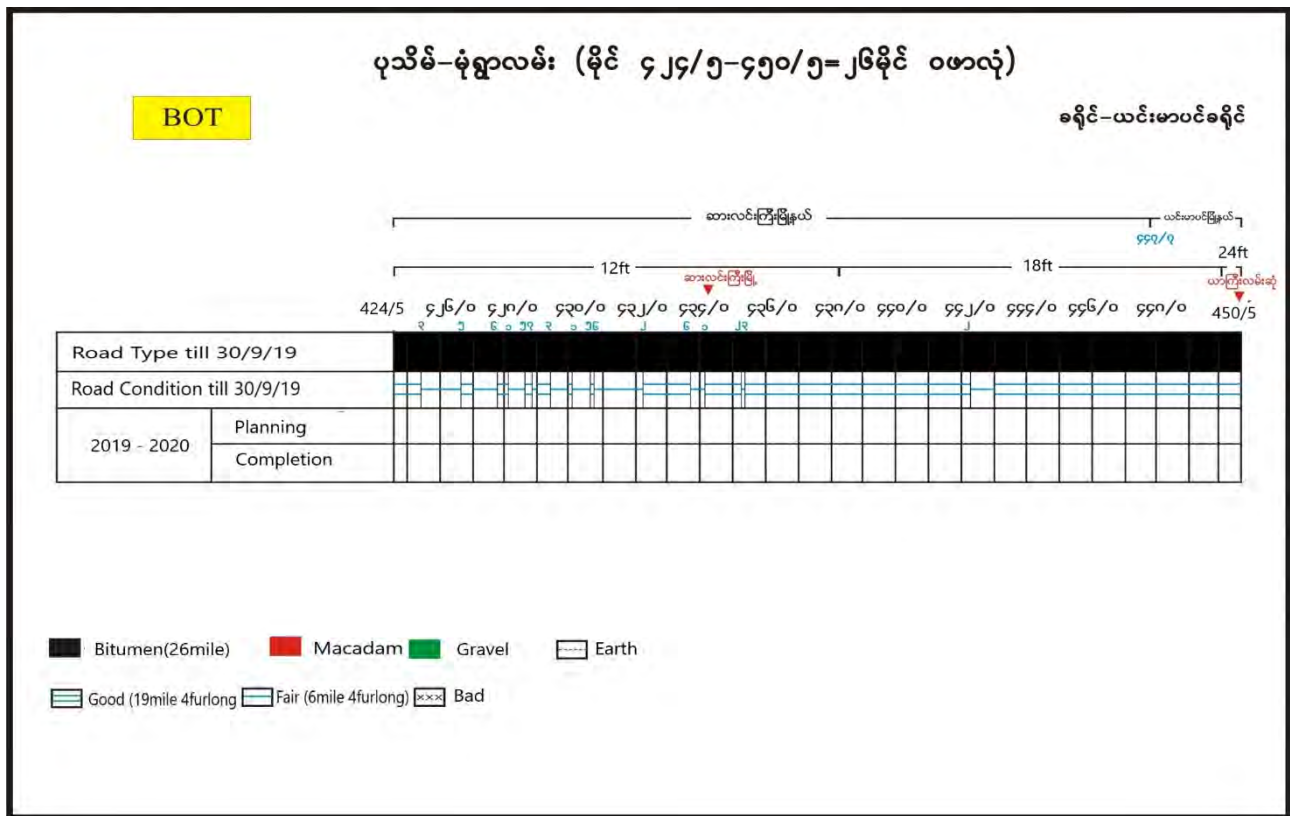 ပုသိမ်-မုံရွာလမ်း (မိုင် ၄၂၄/၅-၄၅၀/၅=၂၆မိုင် ဝဖာလုံ)
BOT
ခရိုင်-ယင်းမာပင်ခရိုင်
ဆားလင်းကြီးမြို့နယ် ယင်းမာပင်မြို့နယ်
၄၄၇/၇
12ft 18ft 24ft
ဆားလင်းကြီးမြို့ ယာကြီးလမ်းဆုံ
424/5 ၄၂၆/၀ ၄၂၈/၀ ၄၃၀/၀ ၄၃၂/၀ ၄၃၄/၀ ၄၃၆/၀ ၄၃၈/၀ ၄၄၀/၀ ၄၄၂/၀ ၄၄၄/၀ ၄၄၆/၀ ၄၄၈/၀ 450/5
Road Type till 30/9/19
Road Condition till 30/9/19
2019 - 2020
Planning
Completion
Bitumen(26mile) Macadam Gravel Earth
Good (19mile 4furlong Fair (6mile 4furlong) Bad